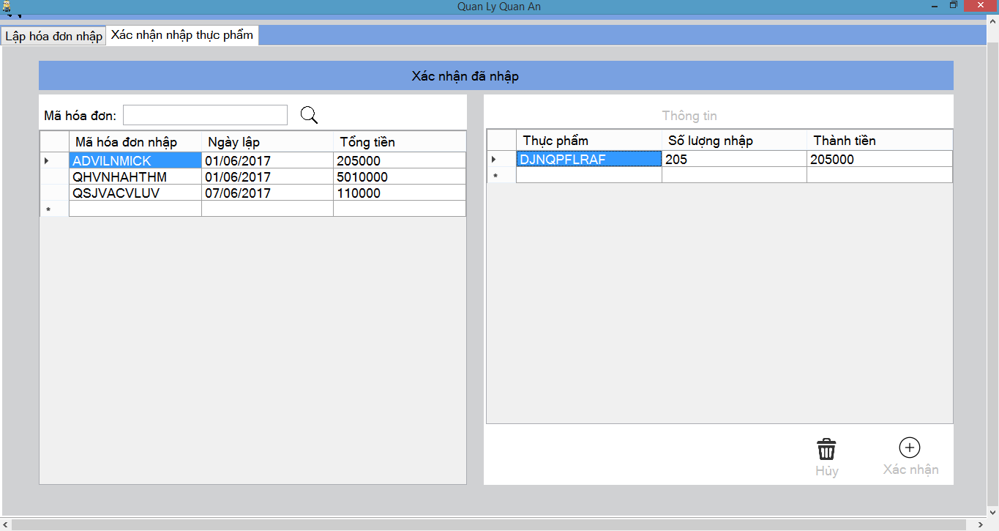 Quan Ly Quan An
Lập hóa đơn nhập Xác nhận nhập thực phẩm
Xác nhận đã nhập
Mã hóa đơn:
Mã hóa đơn nhập Ngày lập Tổng tiền
ADVILNMICK 01/06/2017 205000
QHVNHAHTHM 01/06/2017 5010000
QSJVACVLUV 07/06/2017 110000
Thông tin
Thực phẩm Số lượng nhập Thành tiền
DJNQPFLRAF 205 205000
Hủy Xác nhận